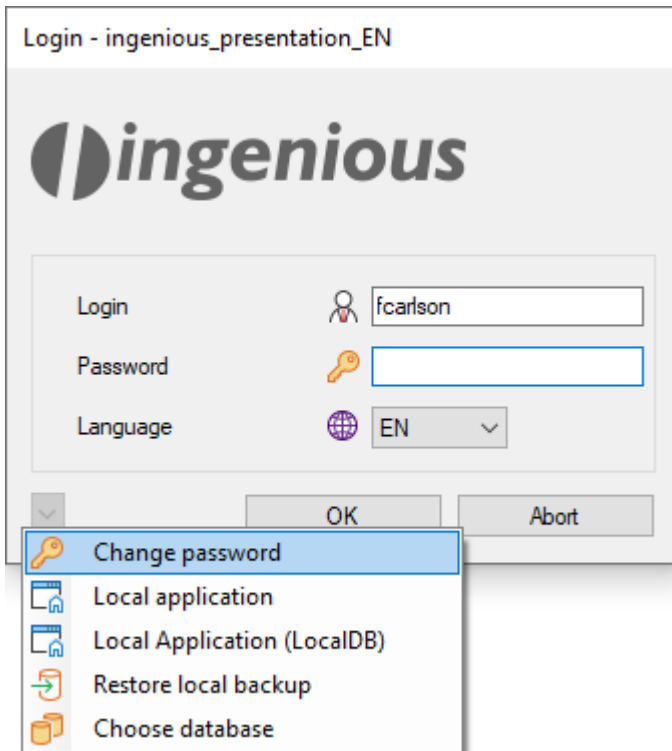 Login - ingenious_presentation_EN
ingenious
Login fcarlson
Password
Language EN
OK Abort
Change password
Local application
Local Application (LocalDB)
Restore local backup
Choose database